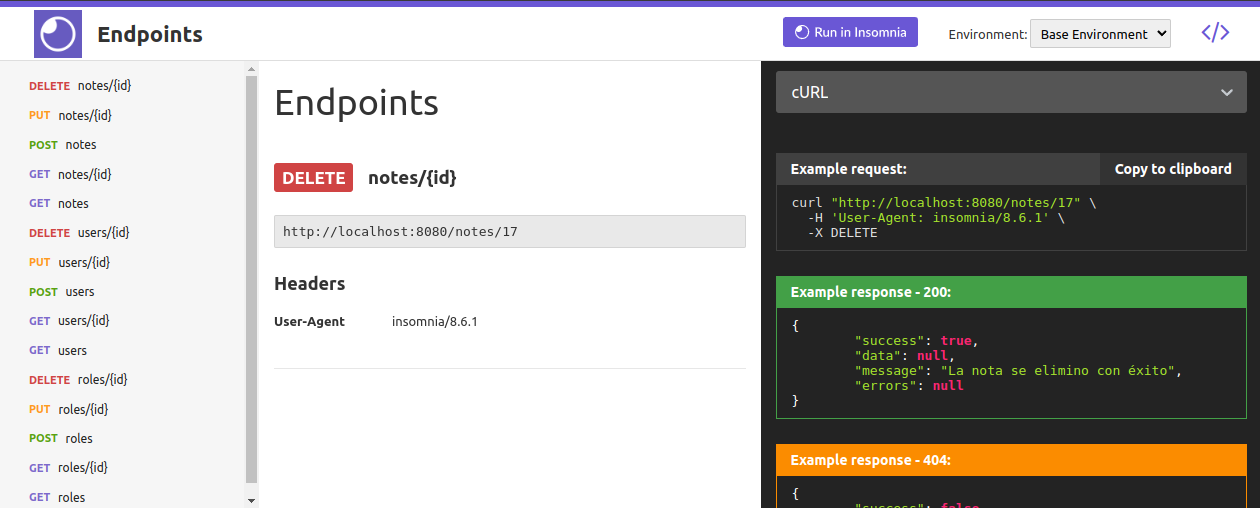 Endpoints
Run in Insomnia
Environment: Base Environment
</>
DELETE notes/{id}
PUT notes/{id}
POST notes
GET notes/{id}
GET notes
DELETE users/{id}
PUT users/{id}
POST users
GET users/{id}
GET users
DELETE roles/{id}
PUT roles/{id}
POST roles
GET roles/{id}
GET roles
Endpoints
DELETE notes/{id}
http://localhost:8080/notes/17
Headers
User-Agent insomnia/8.6.1
cURL
Example request: Copy to clipboard
curl "http://localhost:8080/notes/17" \
-H 'User-Agent: insomnia/8.6.1' \
-X DELETE
Example response - 200:
{
"success": true,
"data": null,
"message": "La nota se elimino con éxito",
"errors": null
}
Example response - 404:
{
"success": false